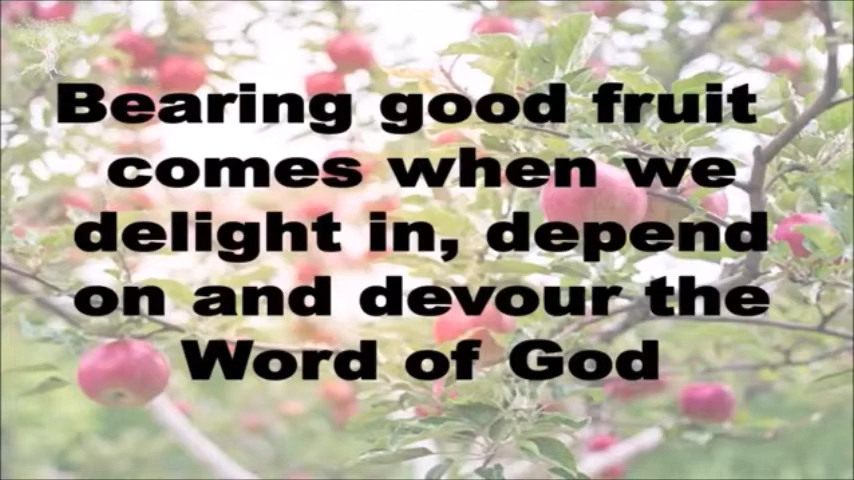 Bearing good fruit
comes when we
delight in, depend
on and devour the
Word of God